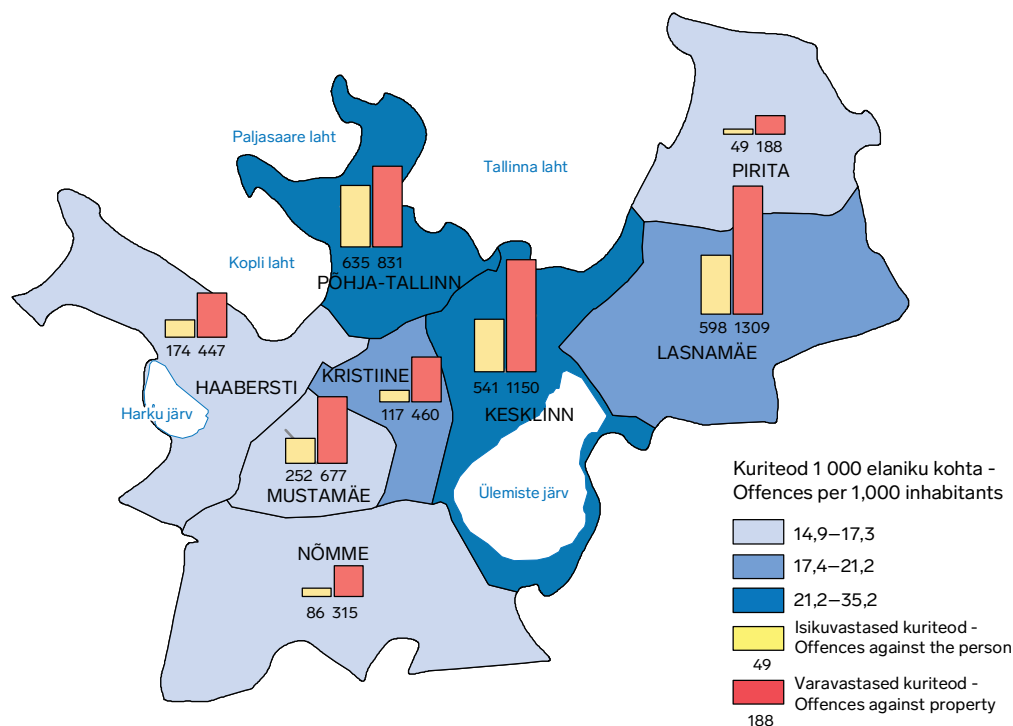 Paljasaare laht
Tallinna laht
49 188
PIRITA
Kopli laht
635 831
PÕHJA-TALLINN
174 447
598 1309
LASNAMÄE
HAABERSTI
KRISTIINE
117 460
541 1150
KESKLINN
Harku järv
252 677
MUSTAMÄE
Ülemiste järv
NÕMME
86 315
Kuriteod 1 000 elaniku kohta -
Offences per 1,000 inhabitants
14,9–17,3
17,4–21,2
21,2–35,2
Isikuvastased kuriteod -
Offences against the person
49
Varavastased kuriteod -
Offences against property
188